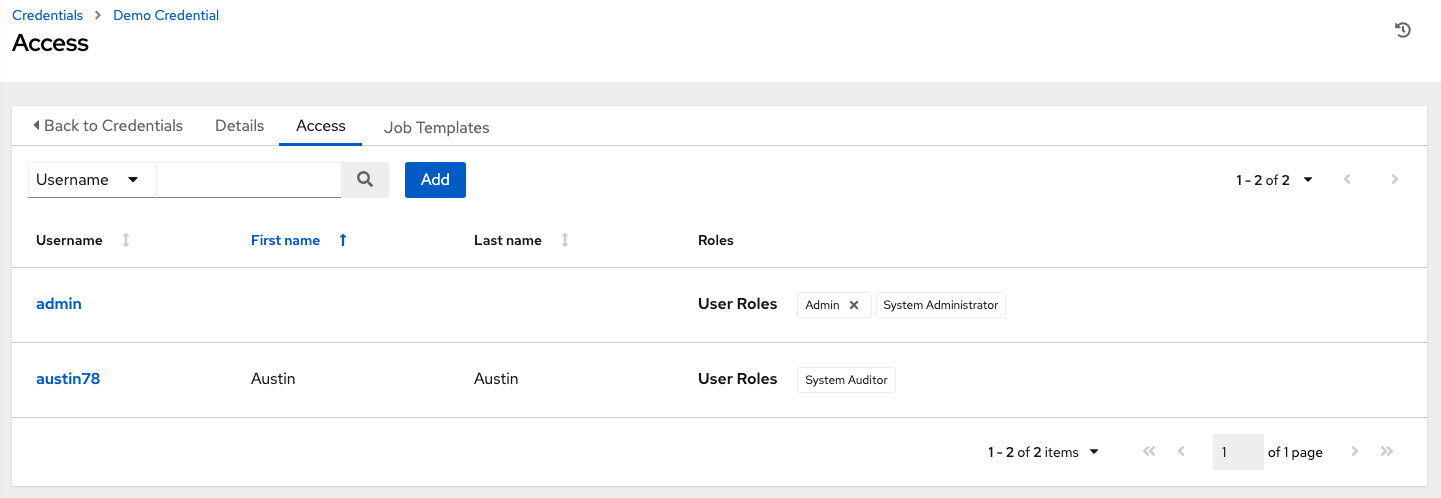 Credentials Demo Credential
Access
Back to Credentials Details Access Job Templates
Username Add 1 - 2 of 2
Username First name Last name Roles
admin User Roles Admin System Administrator
austin78 Austin Austin User Roles System Auditor
1 - 2 of 2 items 1 of 1 page